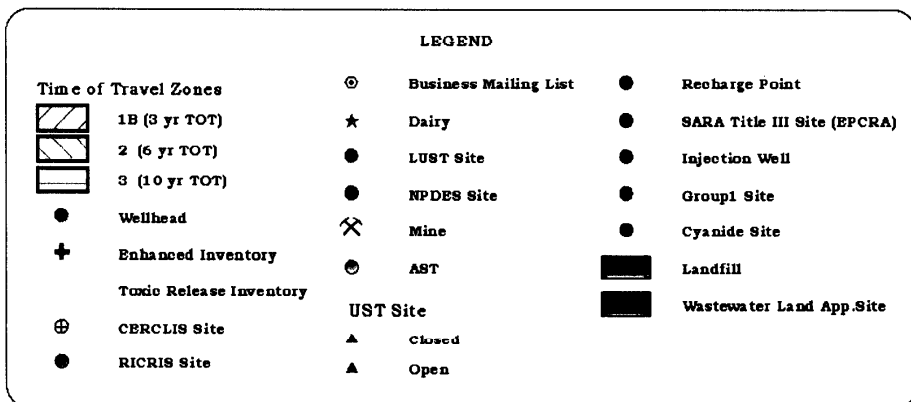 LEGEND
Time of Travel Zones
1B (3 yr TOT)
2 (6 yr TOT)
3 (10 yr TOT)
Wellhead
Enhanced Inventory
Toxic Release Inventory
CERCLIS Site
RICRIS Site
Business Mailing List
Dairy
LUST Site
NPDES Site
Mine
AST
UST Site
Closed
Open
Recharge Point
SARA Title III Site (EPCRA)
Injection Well
Group1 Site
Cyanide Site
Landfill
Wastewater Land App.Site